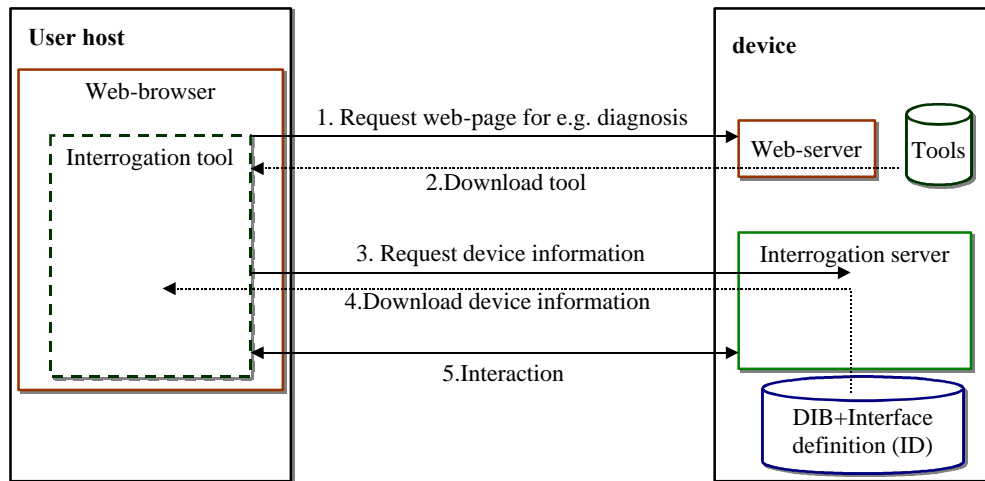 User host
device
Web-browser
1. Request web-page for e.g. diagnosis
Interrogation tool
Web-server
Tools
2.Download tool
3. Request device information
Interrogation server
4.Download device information
5.Interaction
DIB+Interface
definition (ID)